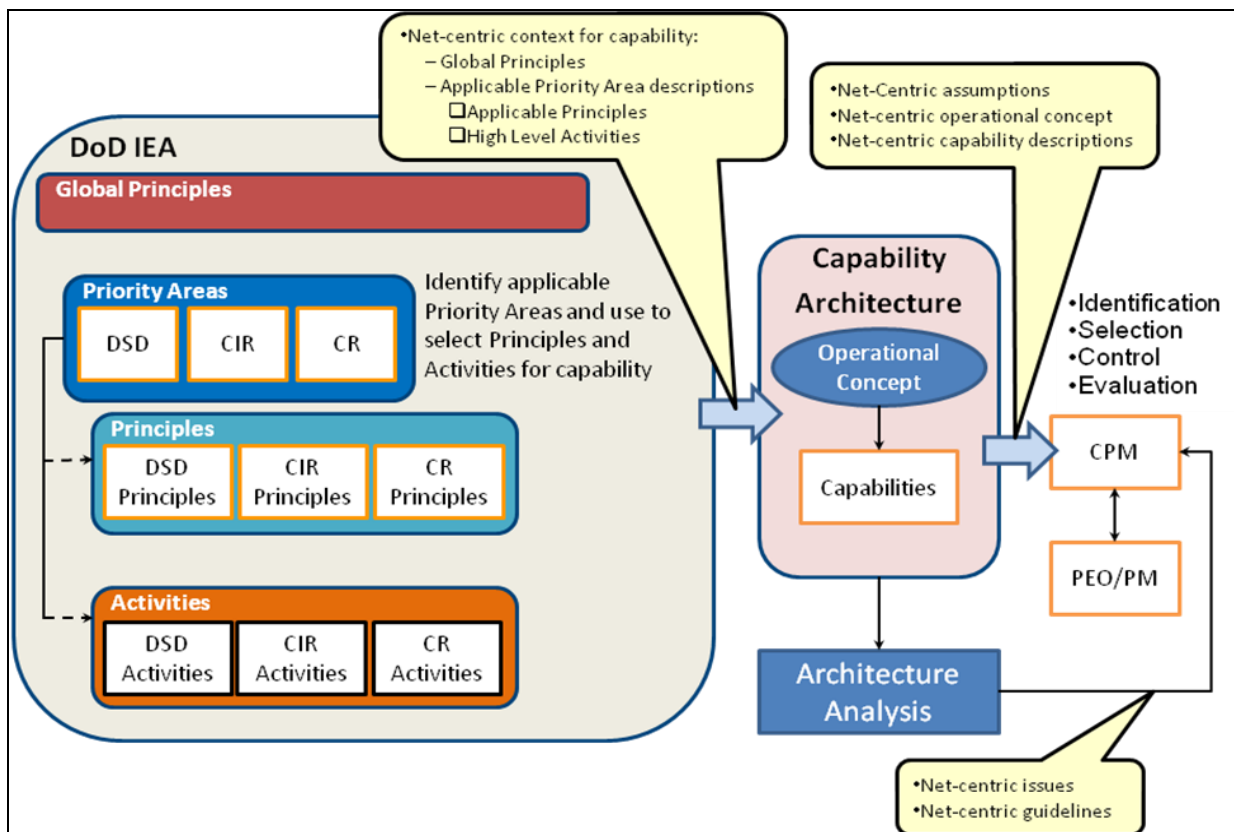 •Net-centric context for capability:
– Global Principles
– Applicable Priority Area descriptions
❑Applicable Principles
❑High Level Activities
•Net-Centric assumptions
•Net-centric operational concept
•Net-centric capability descriptions
DoD IEA
Global Principles
Priority Areas
DSD
CIR
CR
Identify applicable
Priority Areas and use to
select Principles and
Activities for capability
Principles
DSD
Principles
CIR
Principles
CR
Principles
Activities
DSD
Activities
CIR
Activities
CR
Activities
Capability
Architecture
Operational
Concept
Capabilities
•Identification
•Selection
•Control
•Evaluation
CPM
PEO/PM
Architecture
Analysis
•Net-centric issues
•Net-centric guidelines